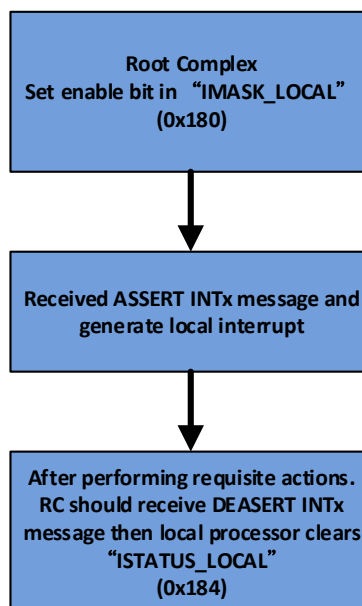 Root Complex
Set enable bit in “IMASK_LOCAL”
(0x180)
Received ASSERT INTx message and
generate local interrupt
After performing requisite actions.
RC should receive DEASERT INTx
message then local processor clears
“ISTATUS_LOCAL”
(0x184)